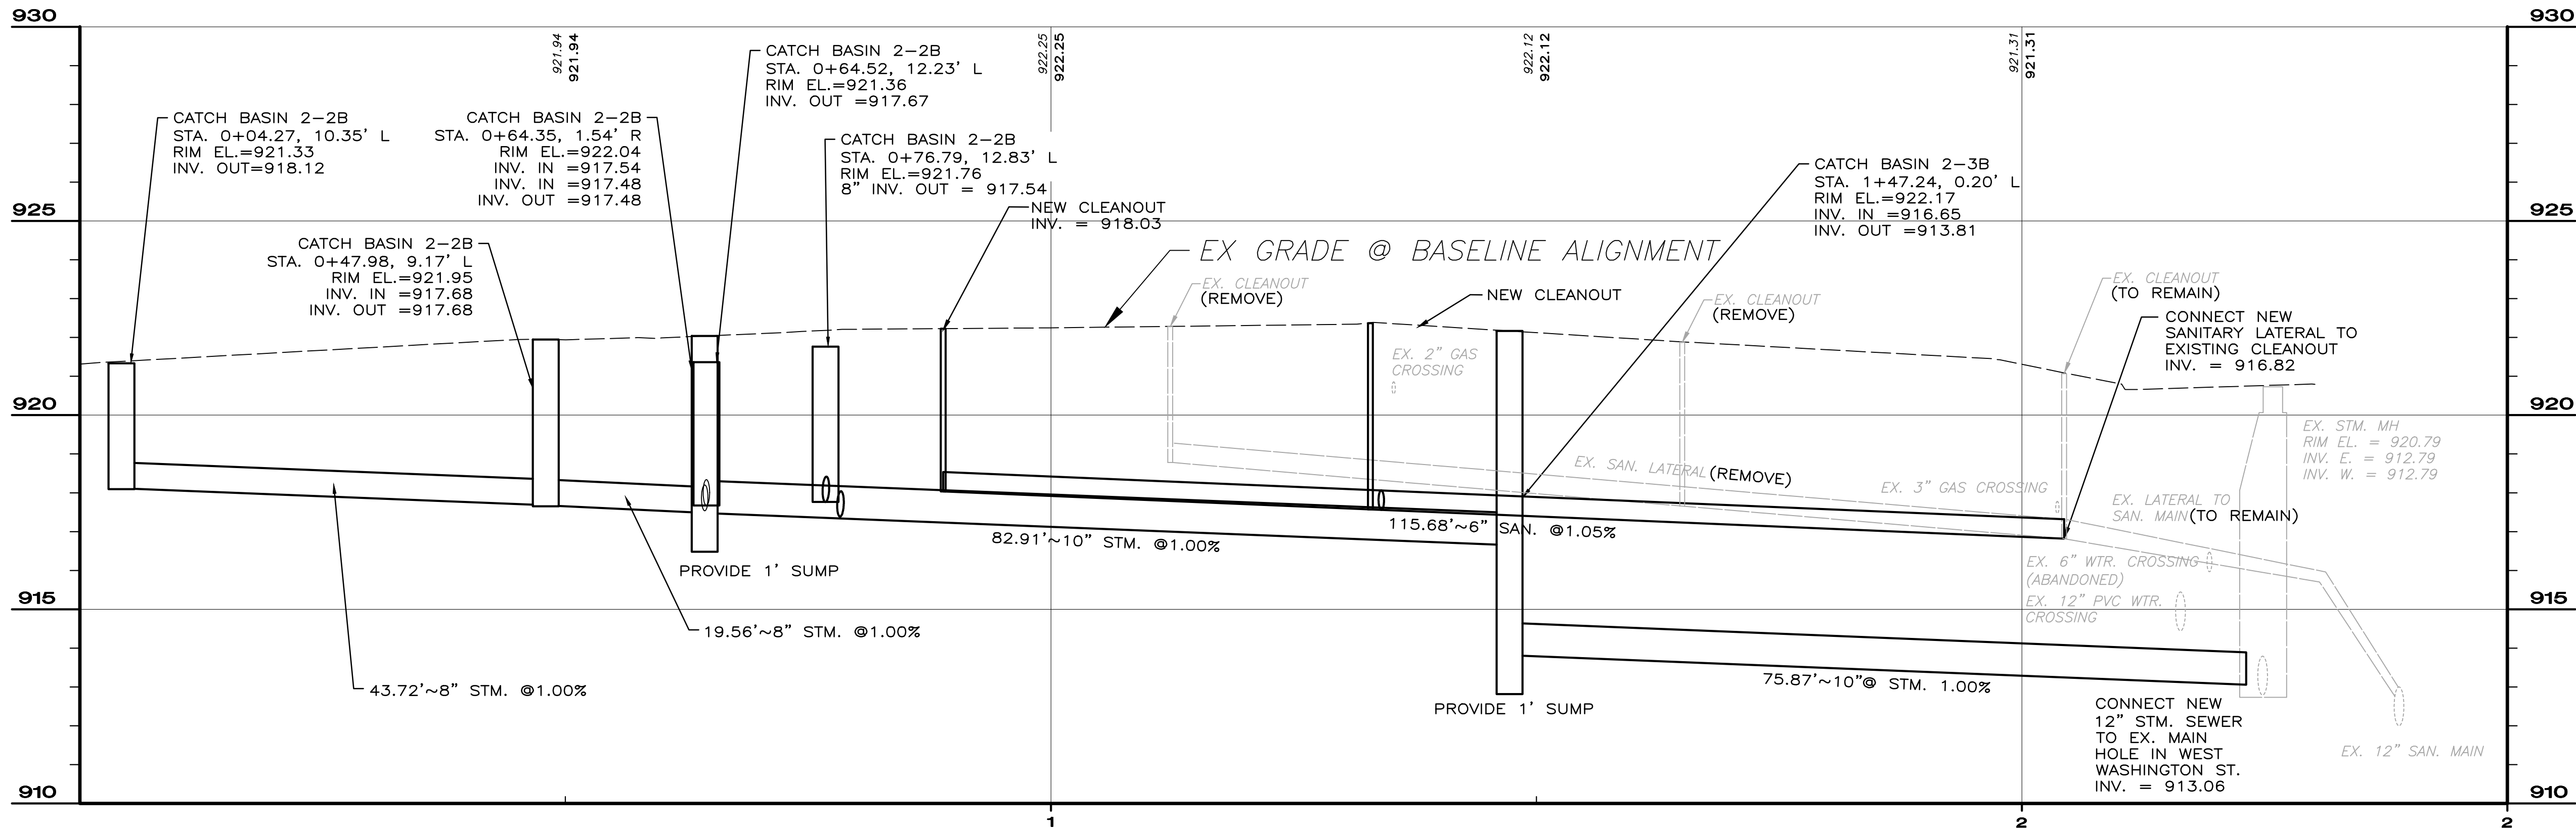 930
930
921.94
921.94
922.25
922.25
922.12
922.12
921.31
921.31
CATCH BASIN 2-2B
STA. 0+04.27, 10.35' L
RIM EL.=921.33
INV. OUT=918.12
CATCH BASIN 2-2B
STA. 0+64.35, 1.54' R
RIM EL.=922.04
INV. IN =917.54
INV. IN =917.48
INV. OUT =917.48
CATCH BASIN 2-2B
STA. 0+64.52, 12.23' L
RIM EL.=921.36
INV. OUT =917.67
CATCH BASIN 2-2B
STA. 0+76.79, 12.83' L
RIM EL.=921.76
8" INV. OUT = 917.54
NEW CLEANOUT
INV. = 918.03
CATCH BASIN 2-3B
STA. 1+47.24, 0.20' L
RIM EL.=922.17
INV. IN =916.65
INV. OUT =913.81
925
925
CATCH BASIN 2-2B
STA. 0+47.98, 9.17' L
RIM EL.=921.95
INV. IN =917.68
INV. OUT =917.68
EX GRADE @ BASELINE ALIGNMENT
EX. CLEANOUT
(REMOVE)
NEW CLEANOUT
EX. CLEANOUT
(REMOVE)
EX. CLEANOUT
(TO REMAIN)
CONNECT NEW
SANITARY LATERAL TO
EXISTING CLEANOUT
INV. = 916.82
EX. 2" GAS
CROSSING
920
920
EX. STM. MH
RIM EL. = 920.79
INV. E. = 912.79
INV. W. = 912.79
EX. SAN. LATERAL (REMOVE)
EX. 3" GAS CROSSING
EX. LATERAL TO
SAN. MAIN (TO REMAIN)
115.68'~6" SAN. @1.05%
82.91'~10" STM. @1.00%
PROVIDE 1' SUMP
EX. 6" WTR. CROSSING
(ABANDONED)
EX. 12" PVC WTR.
CROSSING
915
915
19.56'~8" STM. @1.00%
43.72'~8" STM. @1.00%
75.87'~10"@ STM. 1.00%
PROVIDE 1' SUMP
CONNECT NEW
12" STM. SEWER
TO EX. MAIN
HOLE IN WEST
WASHINGTON ST.
INV. = 913.06
EX. 12" SAN. MAIN
910
910
1
2
2